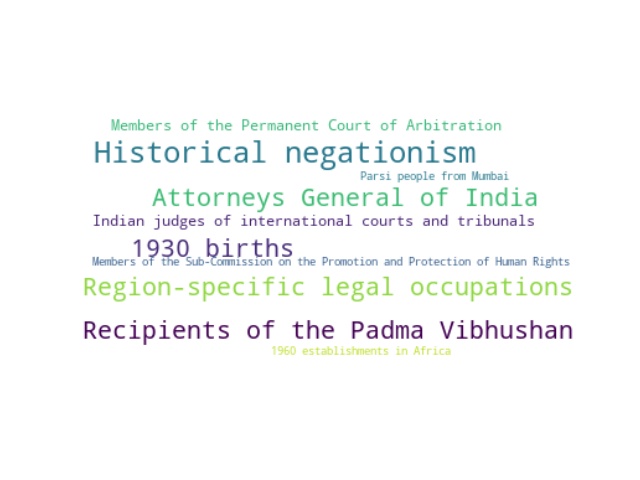 Members of the Permanent Court of Arbitration
Historical negationism
Parsi people from Mumbai
Attorneys General of India
Indian judges of international courts and tribunals
1930 births
Members of the Sub-Commission on the Promotion and Protection of Human Rights
Region-specific legal occupations
Recipients of the Padma Vibhushan
1960 establishments in Africa